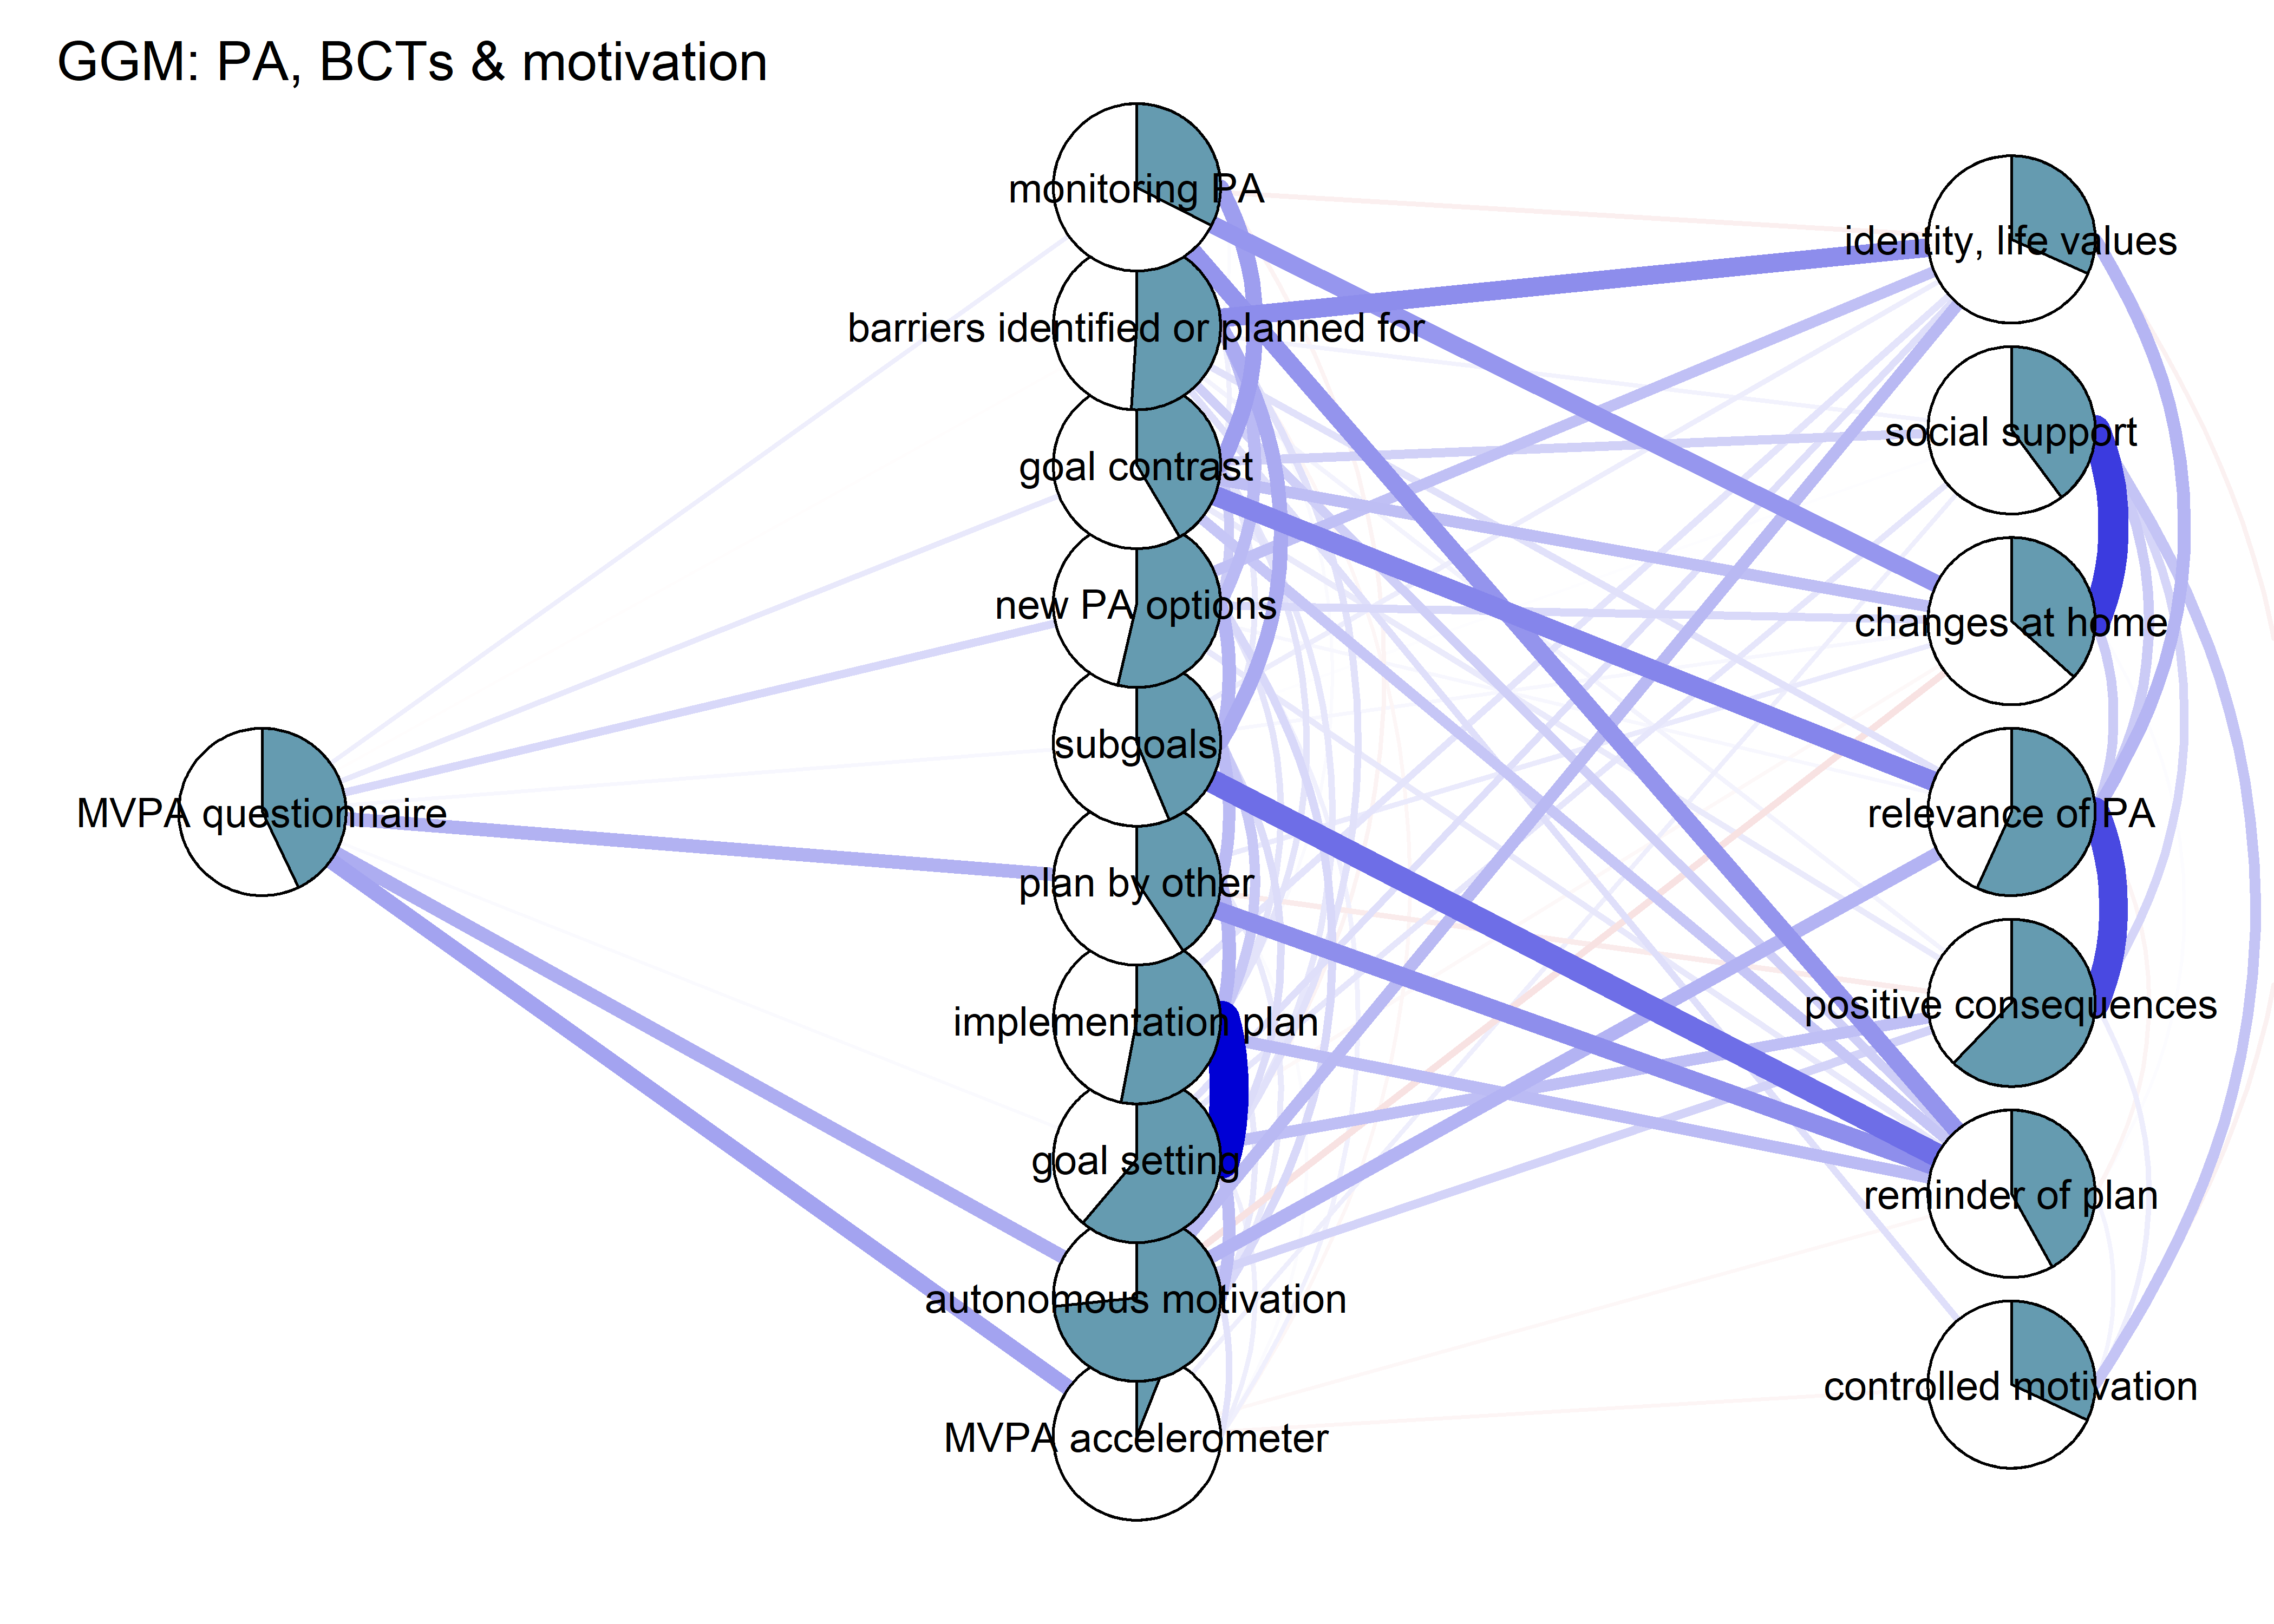 GGM: PA, BCTs & motivation
monitoring PA
barriers identified or planned for
goal contrast
new PA options
subgoals
plan by other
implementation plan
goal setting
autonomous motivation
MVPA accelerometer
MVPA questionnaire
identity, life values
social support
changes at home
relevance of PA
positive consequences
reminder of plan
controlled motivation